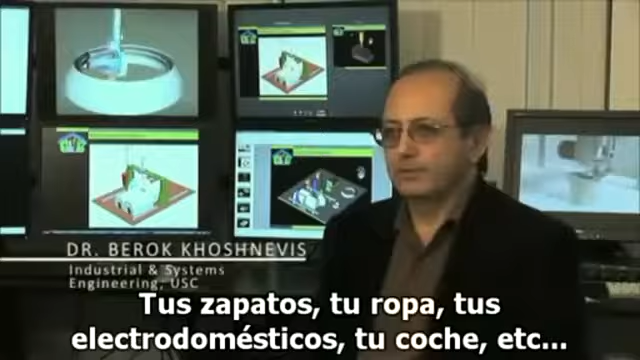 DR. BEROK KHOSHNEVIS
Industrial & Systems
Engineering, USC
Tus zapatos, tu ropa, tus
electrodomésticos, tu coche, etc...